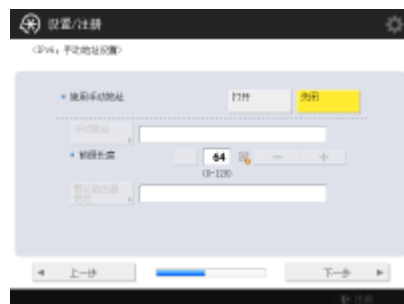 设置/注册
<IPv6: 手动地址设置>
使用手动地址
打开
关闭
手动地址
前缀长度
64
(0-128)
默认路由器
地址
上一步
下一步